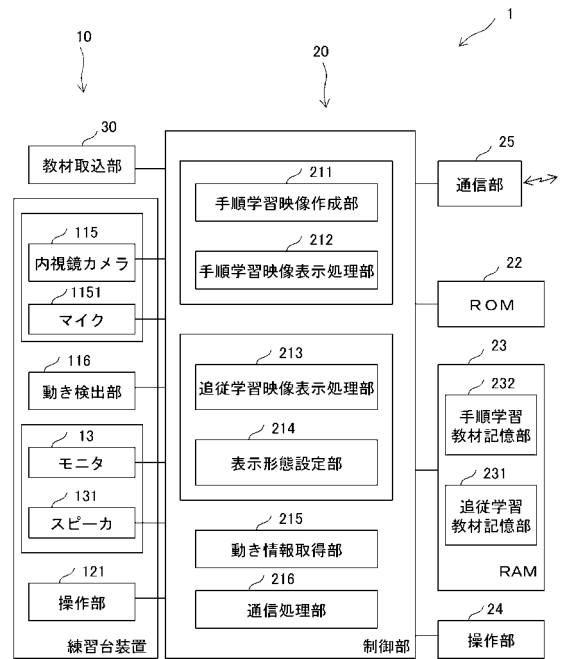 1
10
20
30
教材取込部
25
通信部
211
手順学習映像作成部
212
手順学習映像表示処理部
115
内視鏡カメラ
1151
マイク
22
ROM
116
動き検出部
213
追従学習映像表示処理部
214
表示形態設定部
23
232
手順学習
教材記憶部
231
追従学習
教材記憶部
RAM
13
モニタ
131
スピーカ
215
動き情報取得部
216
通信処理部
121
操作部
練習台装置
制御部
24
操作部